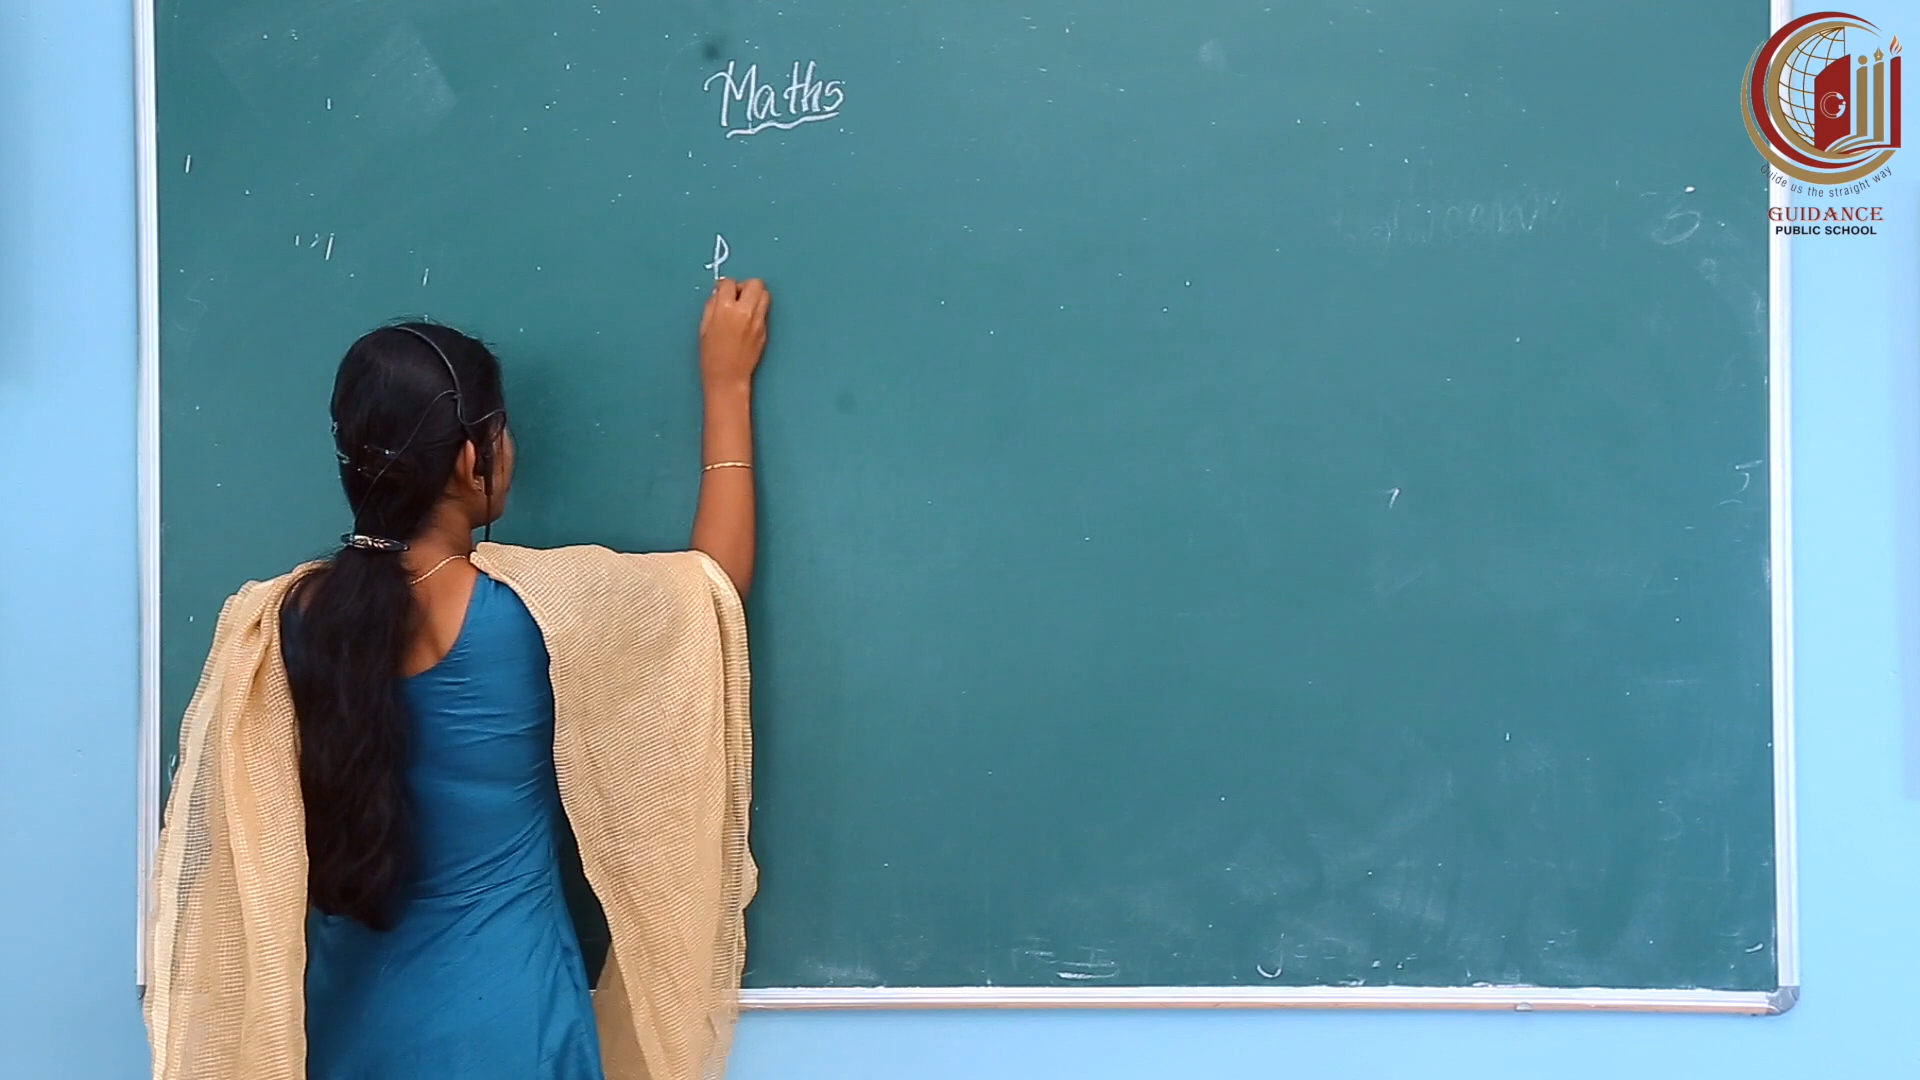 Maths
P
Guide us the straight way
GUIDANCE
PUBLIC SCHOOL